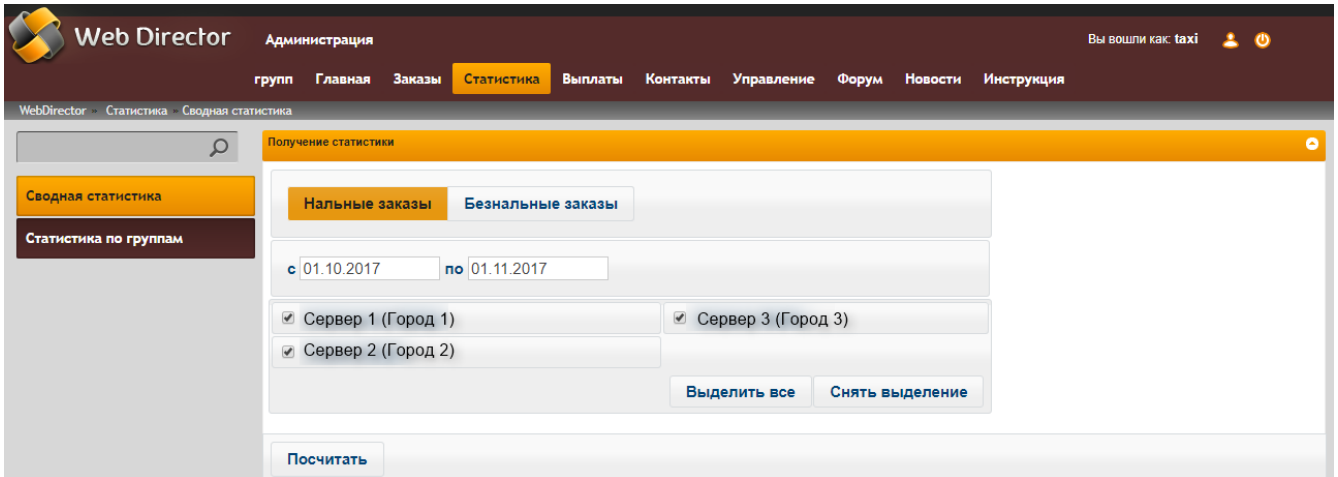 Web Director
Администрация
Вы вошли как: taxi
групп Главная Заказы Статистика Выплаты Контакты Управление Форум Новости Инструкция
WebDirector » Статистика » Сводная статистика
Получение статистики
Сводная статистика
Статистика по группам
Нальные заказы Безнальные заказы
с 01.10.2017 по 01.11.2017
Сервер 1 (Город 1) Сервер 3 (Город 3)
Сервер 2 (Город 2)
Выделить все Снять выделение
Посчитать